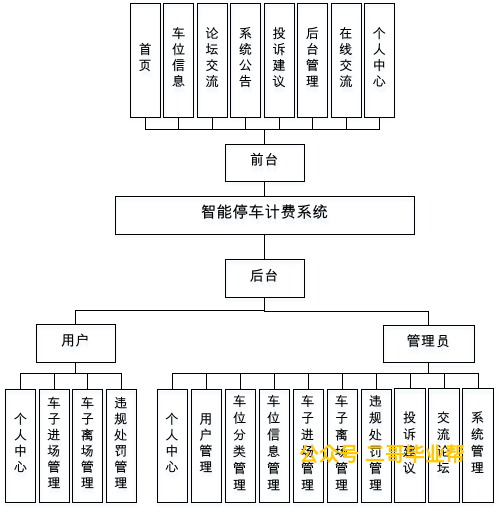 首页
车位信息
论坛交流
系统公告
投诉建议
后台管理
在线交流
个人中心
前台
智能停车计费系统
后台
用户
管理员
个人中心
车子进场管理
车子离场管理
违规处罚管理
个人中心
用户管理
车位分类管理
车位信息管理
车子进场管理
车子离场管理
违规处罚管理
投诉建议
交流论坛
系统管理
公众号 二哥毕业帮